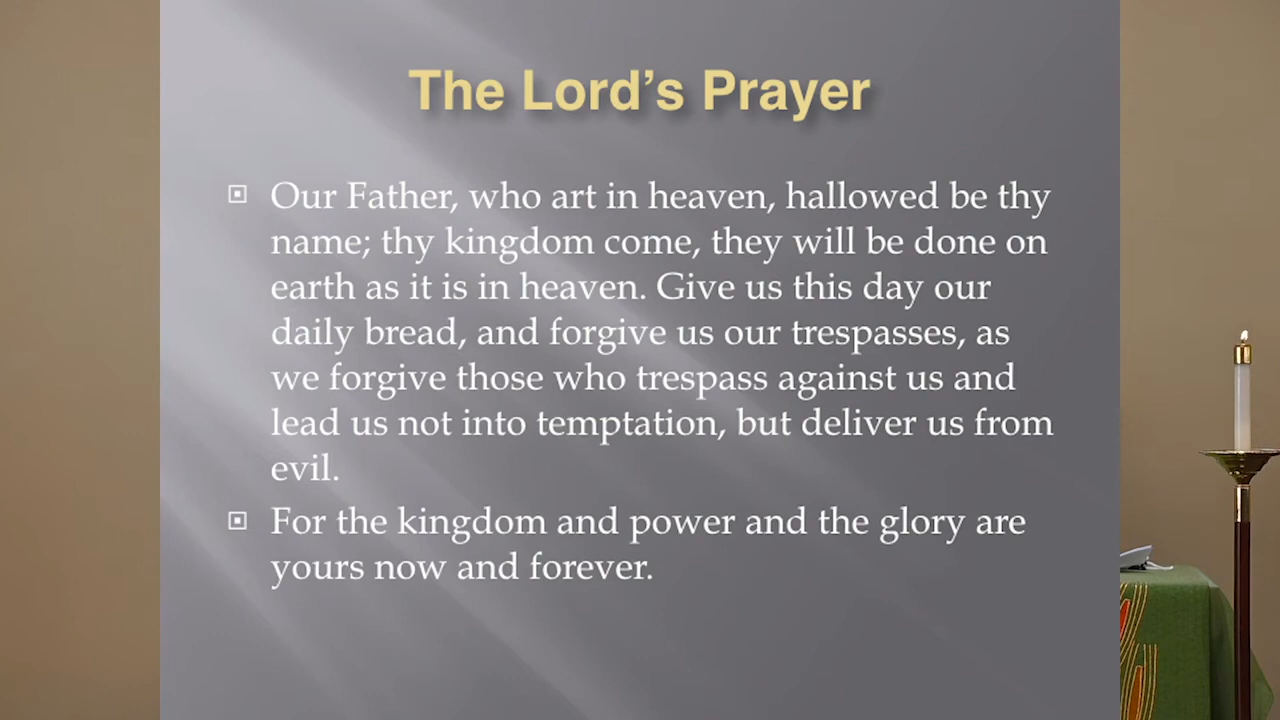 The Lord’s Prayer
Our Father, who art in heaven, hallowed be thy
name; thy kingdom come, they will be done on
earth as it is in heaven. Give us this day our
daily bread, and forgive us our trespasses, as
we forgive those who trespass against us and
lead us not into temptation, but deliver us from
evil.
For the kingdom and power and the glory are
yours now and forever.